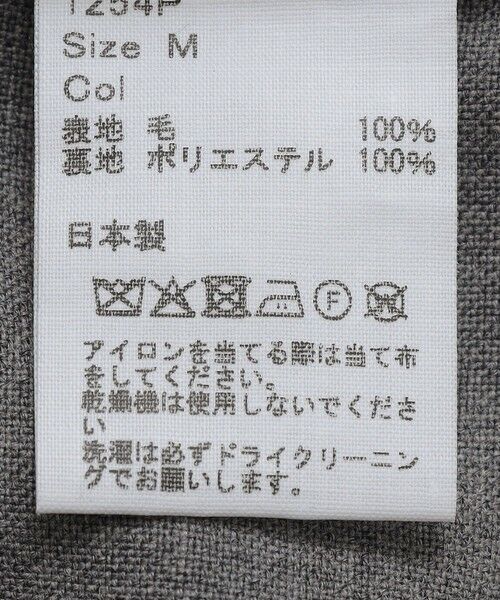 1254P
Size M
Col
表地 毛 100%
裏地 ポリエステル 100%
日本製
F
アイロンを当てる際は当て布
をしてください。
乾燥機は使用しないでくださ
い
洗濯は必ずドライクリーニン
グでお願いします。